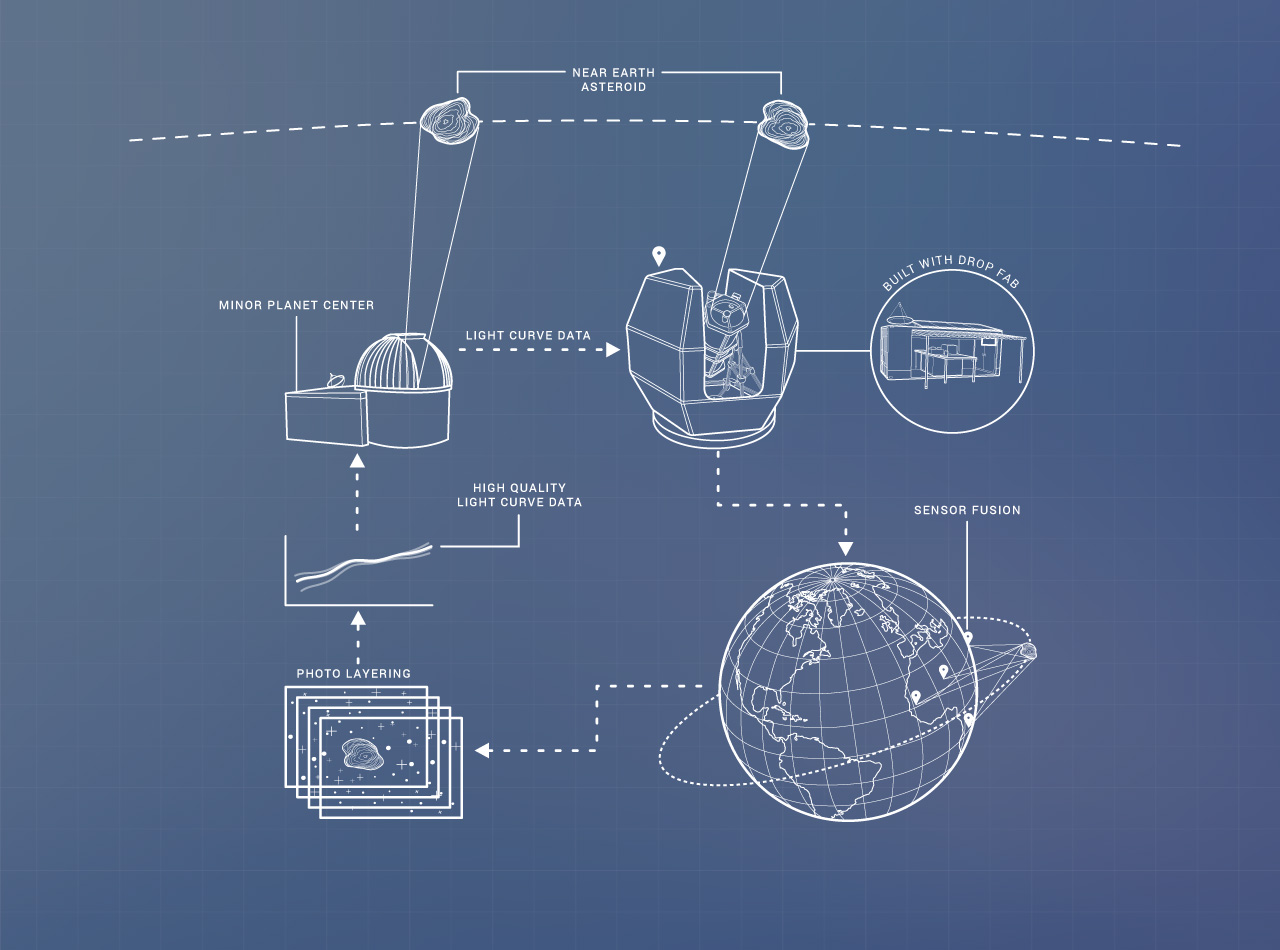 NEAR EARTH
ASTEROID
BUILT WITH DROP FAB
MINOR PLANET CENTER
LIGHT CURVE DATA
HIGH QUALITY
LIGHT CURVE DATA
SENSOR FUSION
PHOTO LAYERING